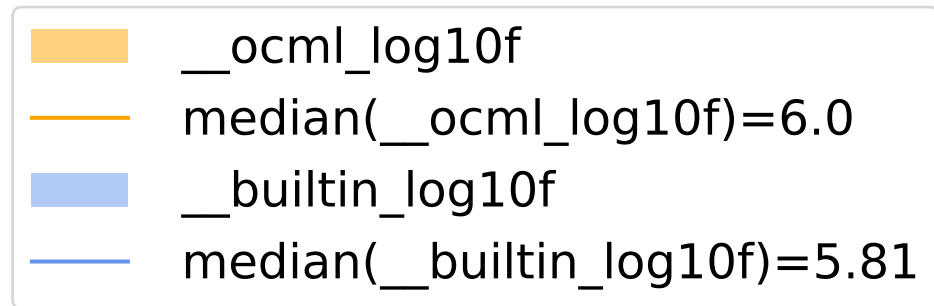 __ocml_log10f
median(__ocml_log10f)=6.0
__builtin_log10f
median(__builtin_log10f)=5.81